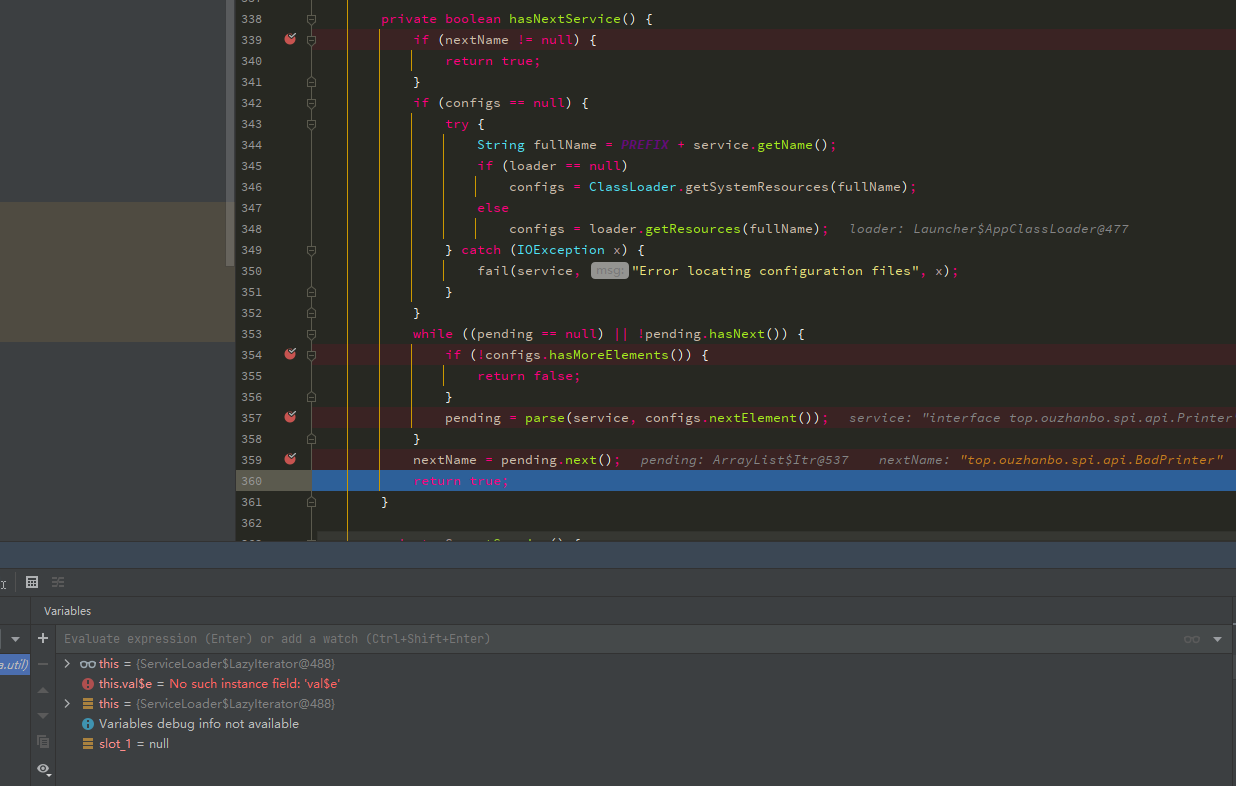 338 private boolean hasNextService() {
339 if (nextName != null) {
340 return true;
341 }
342 if (configs == null) {
343 try {
344 String fullName = PREFIX + service.getName();
345 if (loader == null)
346 configs = ClassLoader.getSystemResources(fullName);
347 else
348 configs = loader.getResources(fullName); loader: Launcher$AppClassLoader@477
349 } catch (IOException x) {
350 fail(service, msg: "Error locating configuration files", x);
351 }
352 }
353 while ((pending == null) || !pending.hasNext()) {
354 if (!configs.hasMoreElements()) {
355 return false;
356 }
357 pending = parse(service, configs.nextElement()); service: "interface top.ouzhanbo.spi.api.Printer
358 }
359 nextName = pending.next(); pending: ArrayList$Itr@537 nextName: "top.ouzhanbo.spi.api.BadPrinter"
360 return true;
361 }
362
Variables
Evaluate expression (Enter) or add a watch (Ctrl+Shift+Enter)
a.util)
this = {ServiceLoader$LazyIterator@488}
this.val$e = No such instance field: 'val$e'
this = {ServiceLoader$LazyIterator@488}
Variables debug info not available
slot_1 = null